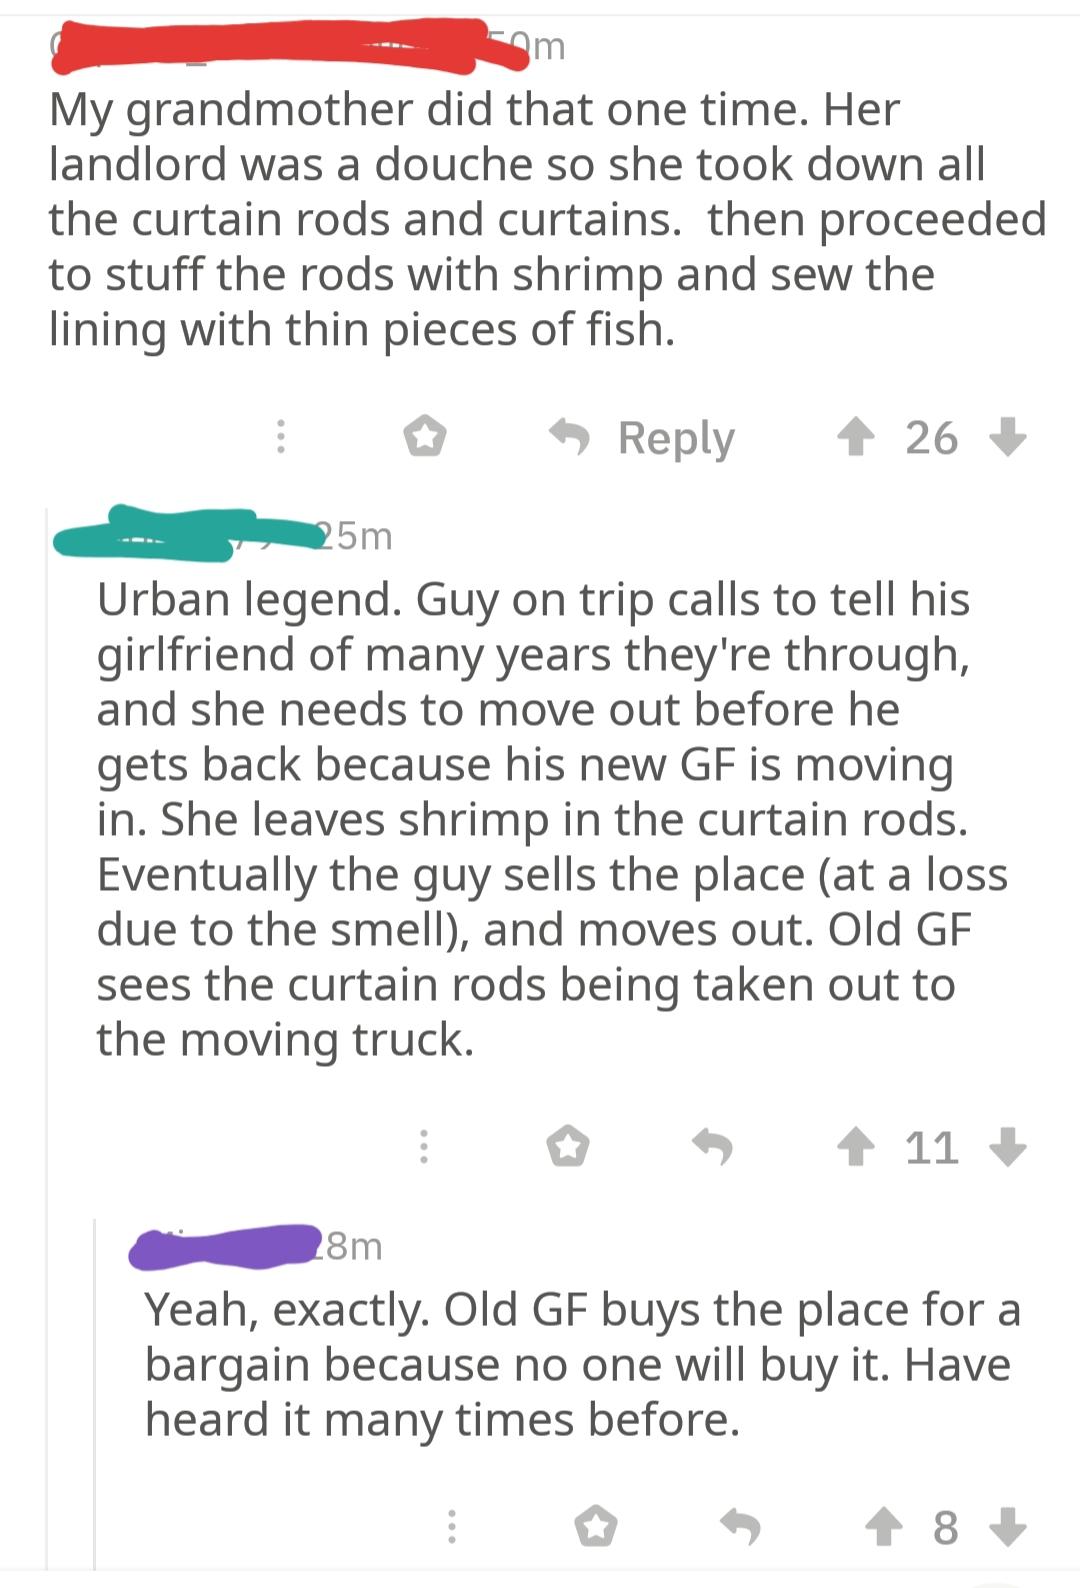 50m
My grandmother did that one time. Her
landlord was a douche so she took down all
the curtain rods and curtains.  then proceeded
to stuff the rods with shrimp and sew the
lining with thin pieces of fish.
Reply 26
25m
Urban legend. Guy on trip calls to tell his
girlfriend of many years they're through,
and she needs to move out before he
gets back because his new GF is moving
in. She leaves shrimp in the curtain rods.
Eventually the guy sells the place (at a loss
due to the smell), and moves out. Old GF
sees the curtain rods being taken out to
the moving truck.
11
8m
Yeah, exactly. Old GF buys the place for a
bargain because no one will buy it. Have
heard it many times before.
8